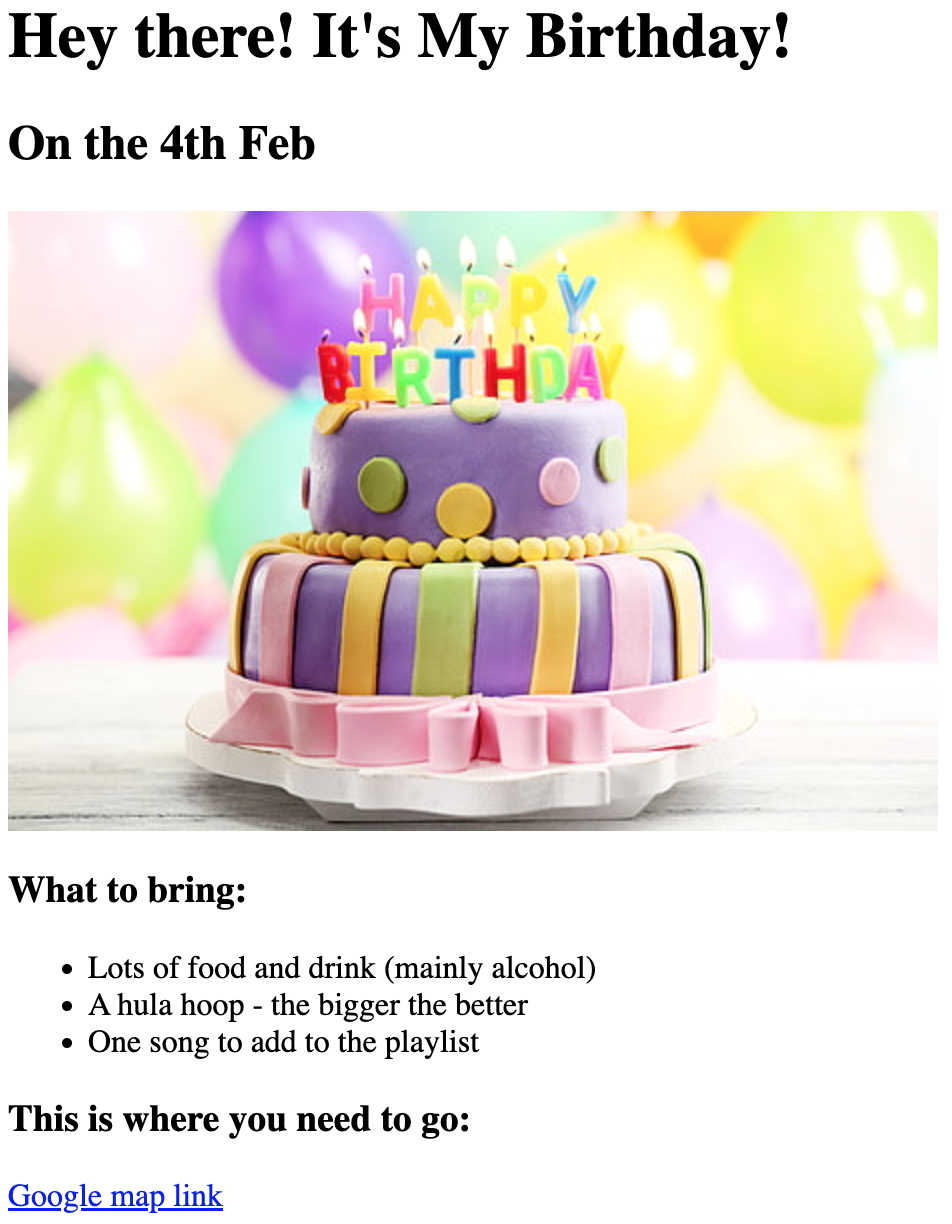 Hey there! It's My Birthday!
On the 4th Feb
HAPPY
BIRTHDAY
What to bring:
Lots of food and drink (mainly alcohol)
A hula hoop - the bigger the better
One song to add to the playlist
This is where you need to go:
Google map link